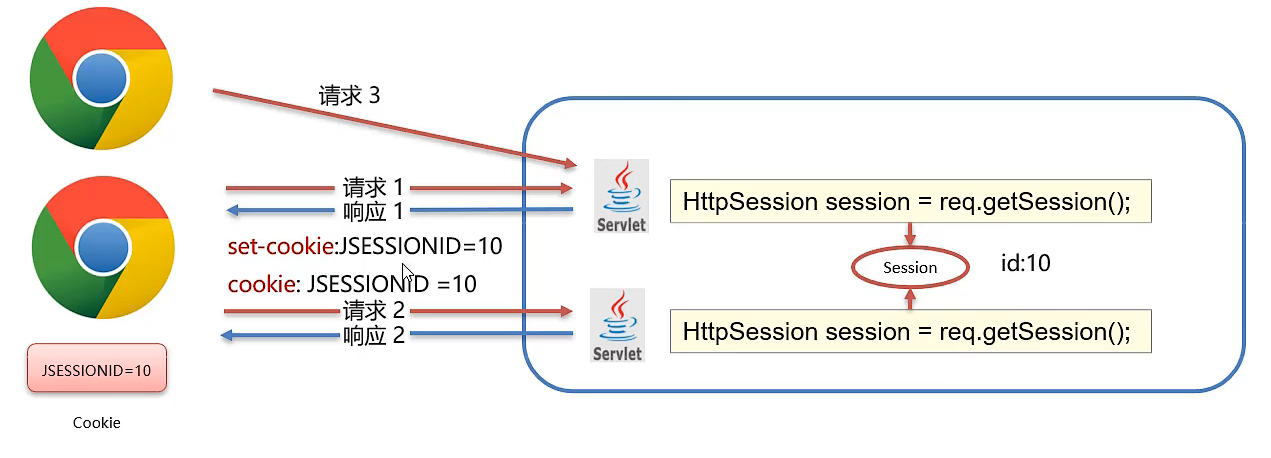 请求 3
请求 1
响应 1
Servlet
HttpSession session = req.getSession();
set-cookie:JSESSIONID=10
Session
id:10
cookie: JSESSIONID =10
请求 2
响应 2
Servlet
HttpSession session = req.getSession();
JSESSIONID=10
Cookie